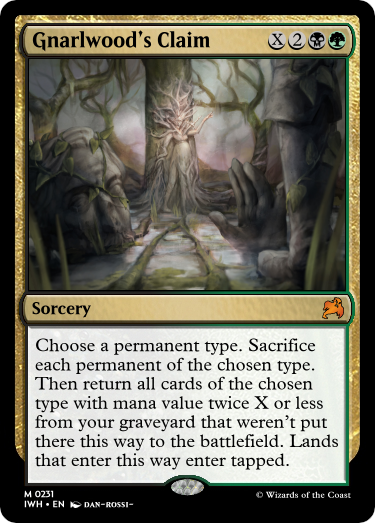 Gnarlwood's Claim X 2
Sorcery
Choose a permanent type. Sacrifice
each permanent of the chosen type.
Then return all cards of the chosen
type with mana value twice X or less
from your graveyard that weren't put
there this way to the battlefield. Lands
that enter this way enter tapped.
M 0231
IWH • EN DAN-ROSSI-
© Wizards of the Coast